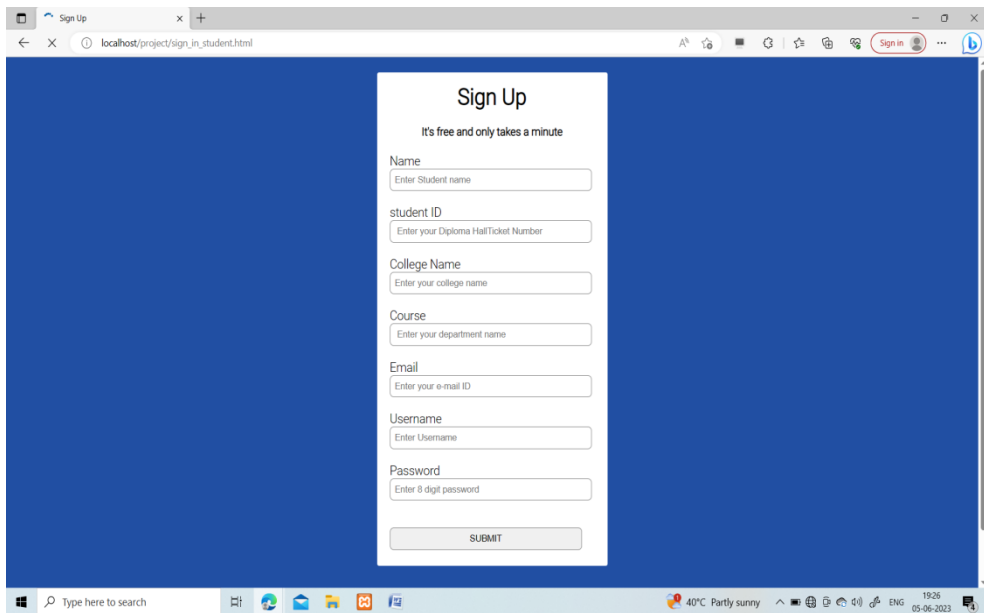 Sign Up
localhost/project/sign_in_student.html
Sign in
Sign Up
It's free and only takes a minute
Name
Enter Student name
student ID
Enter your Diploma HallTicket Number
College Name
Enter your college name
Course
Enter your department name
Email
Enter your e-mail ID
Username
Enter Username
Password
Enter 8 digit password
SUBMIT
Type here to search
40°C Partly sunny
ENG
19:26
05-06-2023